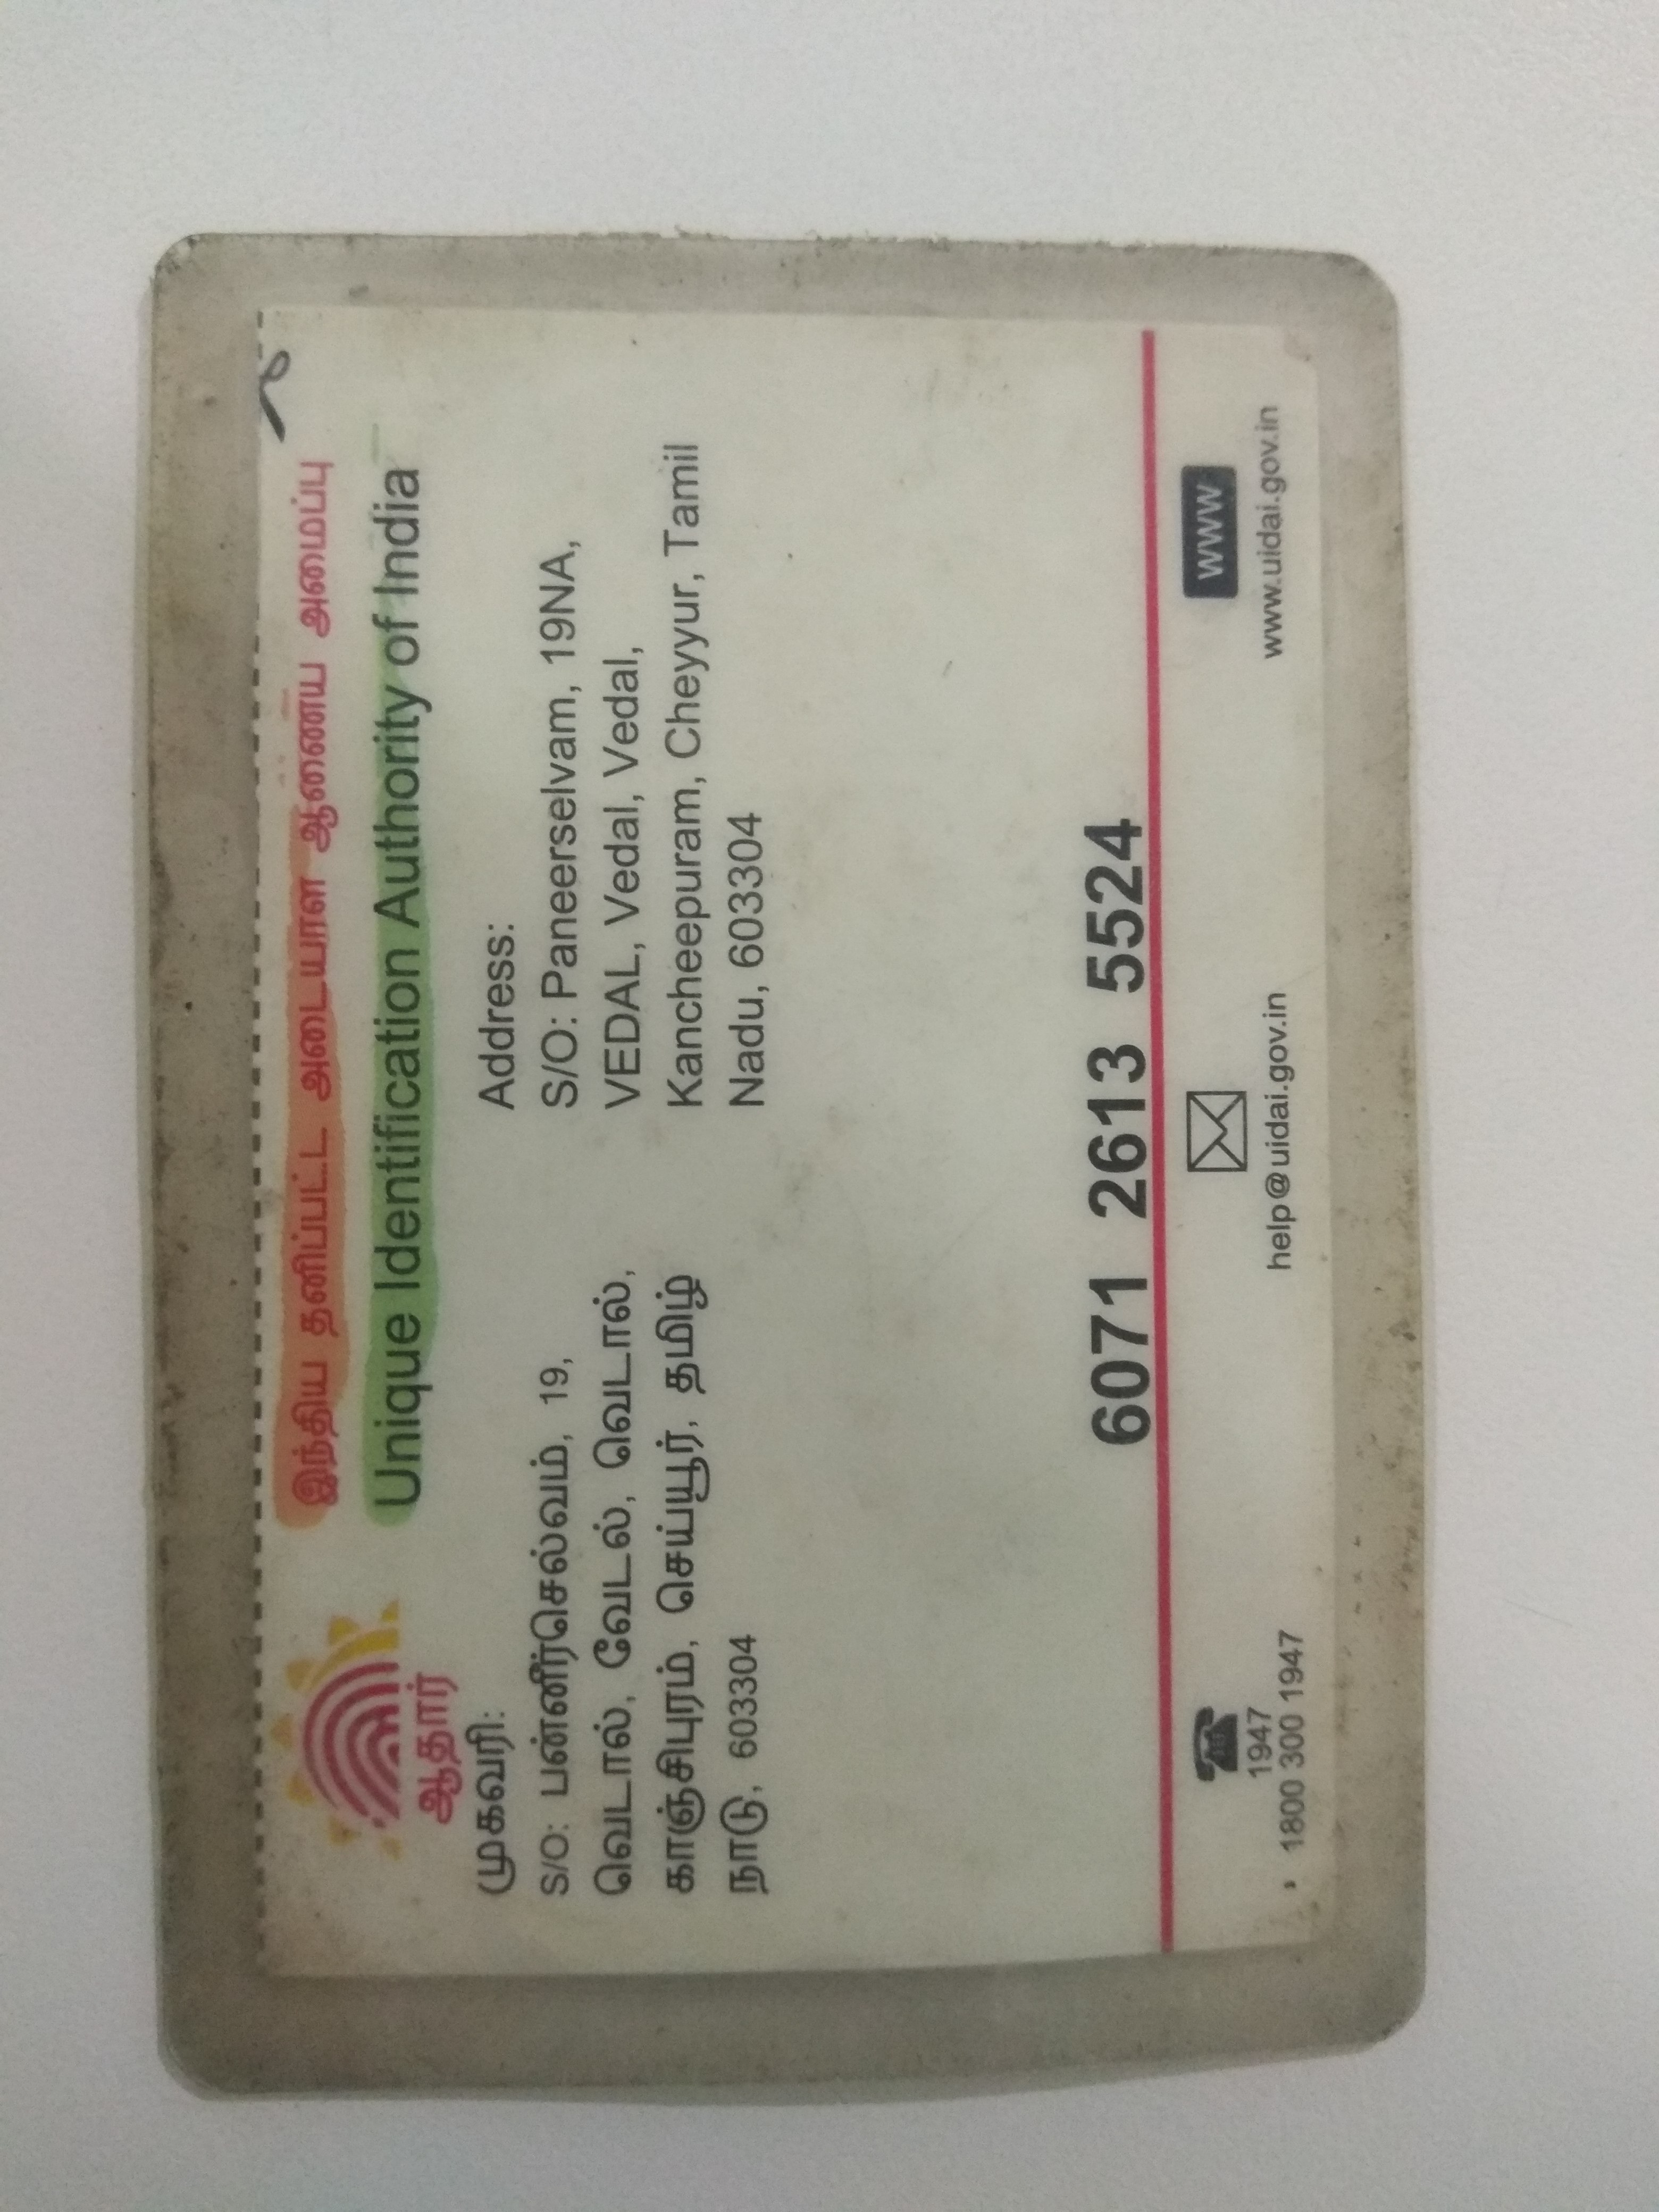 இந்திய தனிப்பட்ட அடையாள ஆணைய அமைப்பு
Unique Identification Authority of India
ஆதார்
முகவரி:
S/O: பன்னீர்செல்வம், 19,
வெடால், வேடல், வெடால்,
காஞ்சிபுரம், செய்யூர், தமிழ்
நாடு, 603304
Address:
S/O: Paneerselvam, 19NA,
VEDAL, Vedal, Vedal,
Kancheepuram, Cheyyur, Tamil
Nadu, 603304
6071 2613 5524
1947
1800 300 1947
help@uidai.gov.in
WWW
www.uidai.gov.in